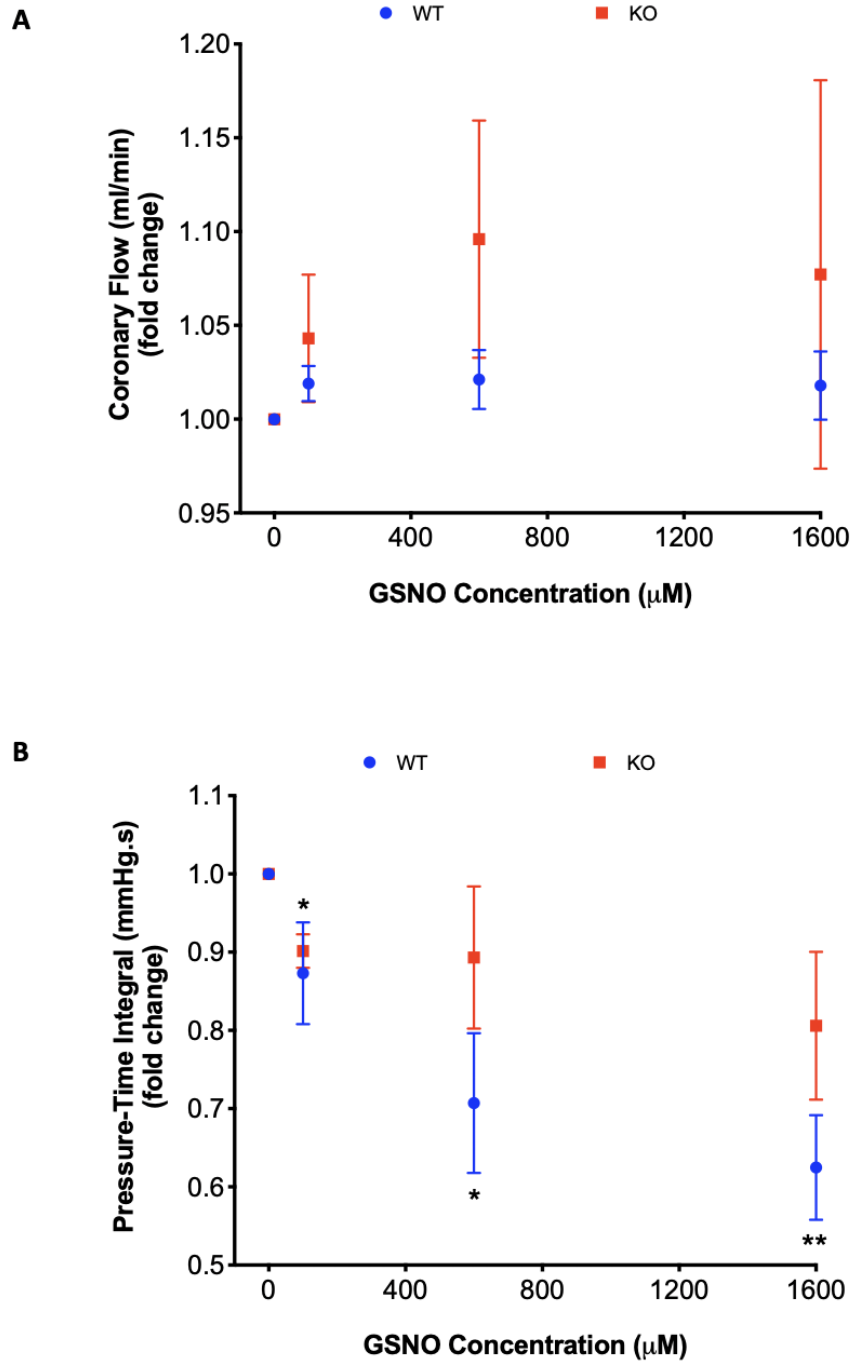 A
WT KO
1.20
1.15
1.10
1.05
1.00
0.95
Coronary Flow (ml/min)
(fold change)
0 400 800 1200 1600
GSNO Concentration (μM)
B
WT KO
1.1
1.0
0.9
0.8
0.7
0.6
0.5
Pressure-Time Integral (mmHg.s)
(fold change)
*
*
**
0 400 800 1200 1600
GSNO Concentration (μM)